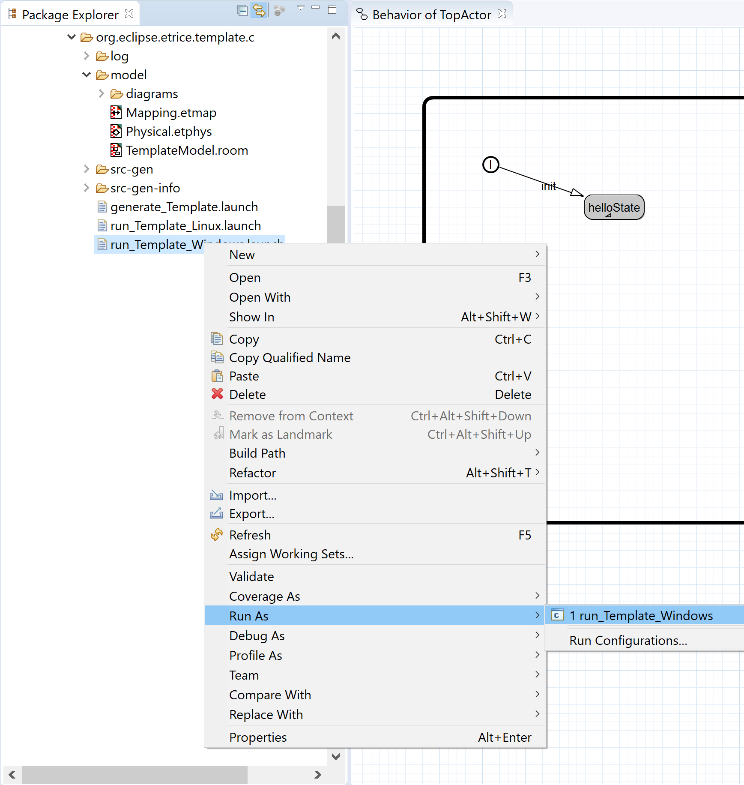 Package Explorer
Behavior of TopActor
org.eclipse.etrice.template.c
log
model
diagrams
Mapping.etmap
Physical.etphys
TemplateModel.room
src-gen
src-gen-info
generate_Template.launch
run_Template_Linux.launch
run_Template_Windows.launch
I
init
helloState
New
Open F3
Open With
Show In Alt+Shift+W
Copy Ctrl+C
Copy Qualified Name
Paste Ctrl+V
Delete Delete
Remove from Context Ctrl+Alt+Shift+Down
Mark as Landmark Ctrl+Alt+Shift+Up
Build Path
Refactor Alt+Shift+T
Import...
Export...
Refresh F5
Assign Working Sets...
Validate
Coverage As
Run As
1 run_Template_Windows
Run Configurations...
Debug As
Profile As
Team
Compare With
Replace With
Properties Alt+Enter